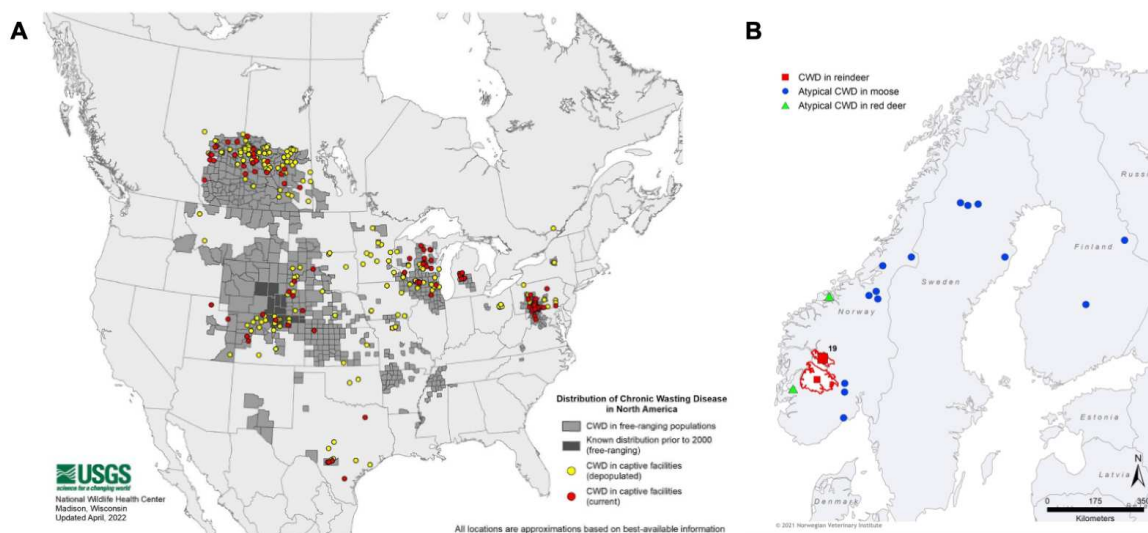 A
Distribution of Chronic Wasting Disease
in North America
CWD in free-ranging populations
Known distribution prior to 2000
(free-ranging)
CWD in captive facilities
(depopulated)
CWD in captive facilities
(current)
USGS
science for a changing world
National Wildlife Health Center
Madison, Wisconsin
Updated April, 2022
All locations are approximations based on best-available information
B
CWD in reindeer
Atypical CWD in moose
Atypical CWD in red deer
Russi
Finland
Sweden
Norway
19
Estonia
Latvia
Denmark
N
0 175 350
Kilometers
© 2021 Norwegian Veterinary Institute